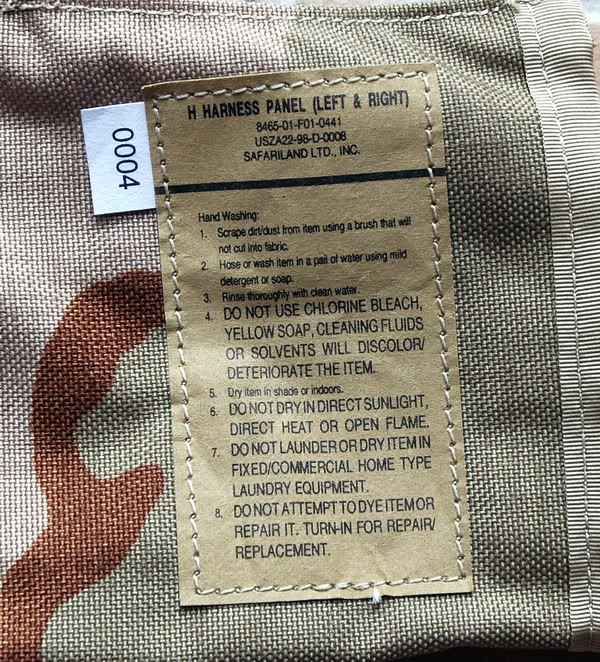 H HARNESS PANEL (LEFT & RIGHT)
8465-01-F01-0441
USZA22-98-D-0008
SAFARILAND LTD., INC.
0004
Hand Washing:
1. Scrape dirt/dust from item using a brush that will
not cut into fabric.
2. Hose or wash item in a pail of water using mild
detergent or soap.
3. Rinse thoroughly with clean water.
4. DO NOT USE CHLORINE BLEACH,
YELLOW SOAP, CLEANING FLUIDS
OR SOLVENTS WILL DISCOLOR/
DETERIORATE THE ITEM.
5. Dry item in shade or indoors.
6. DO NOT DRY IN DIRECT SUNLIGHT,
DIRECT HEAT OR OPEN FLAME.
7. DO NOT LAUNDER OR DRY ITEM IN
FIXED/COMMERCIAL HOME TYPE
LAUNDRY EQUIPMENT.
8. DO NOT ATTEMPT TO DYE ITEM OR
REPAIR IT. TURN-IN FOR REPAIR/
REPLACEMENT.